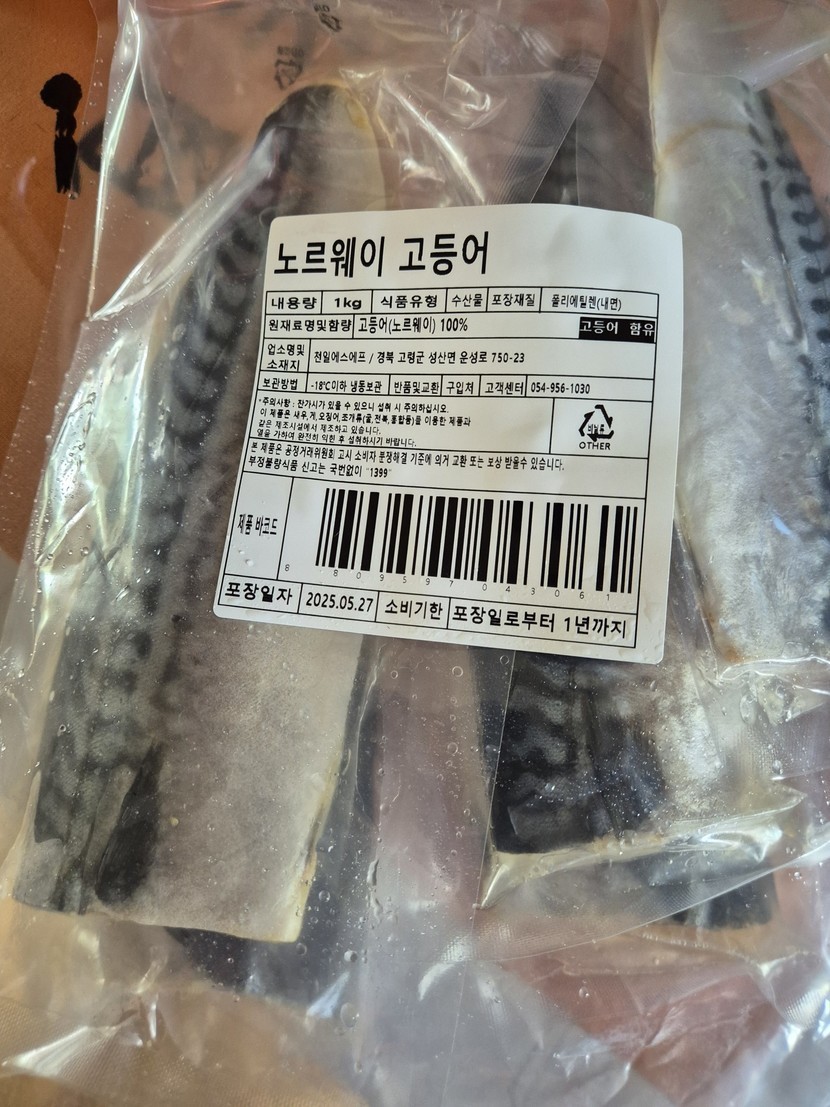 노르웨이 고등어
내용량 1kg 식품유형 수산물 포장재질 폴리에틸렌(내면)
원재료명및함량 고등어(노르웨이) 100% 고등어 함유
업소명및 소재지 전일에스에프 / 경북 고령군 성산면 운성로 750-23
보관방법 -18℃이하 냉동보관 반품및교환 구입처 고객센터 054-956-1030
*주의사항 : 잔가시가 있을 수 있으니 섭취 시 주의하십시오.
이 제품은 새우,게,오징어,조개류(굴,전복,홍합등)을 이용한 제품과
같은 제조시설에서 제조하고 있습니다.
열을 가하여 완전히 익힌 후 섭취하시기 바랍니다.
비닐류
OTHER
본 제품은 공정거래위원회 고시 소비자 분쟁해결 기준에 의거 교환 또는 보상 받을수 있습니다.
부정불량식품 신고는 국번없이 "1399"
제품 바코드
8 809597 043061
포장일자 2025.05.27 소비기한 포장일로부터 1년까지